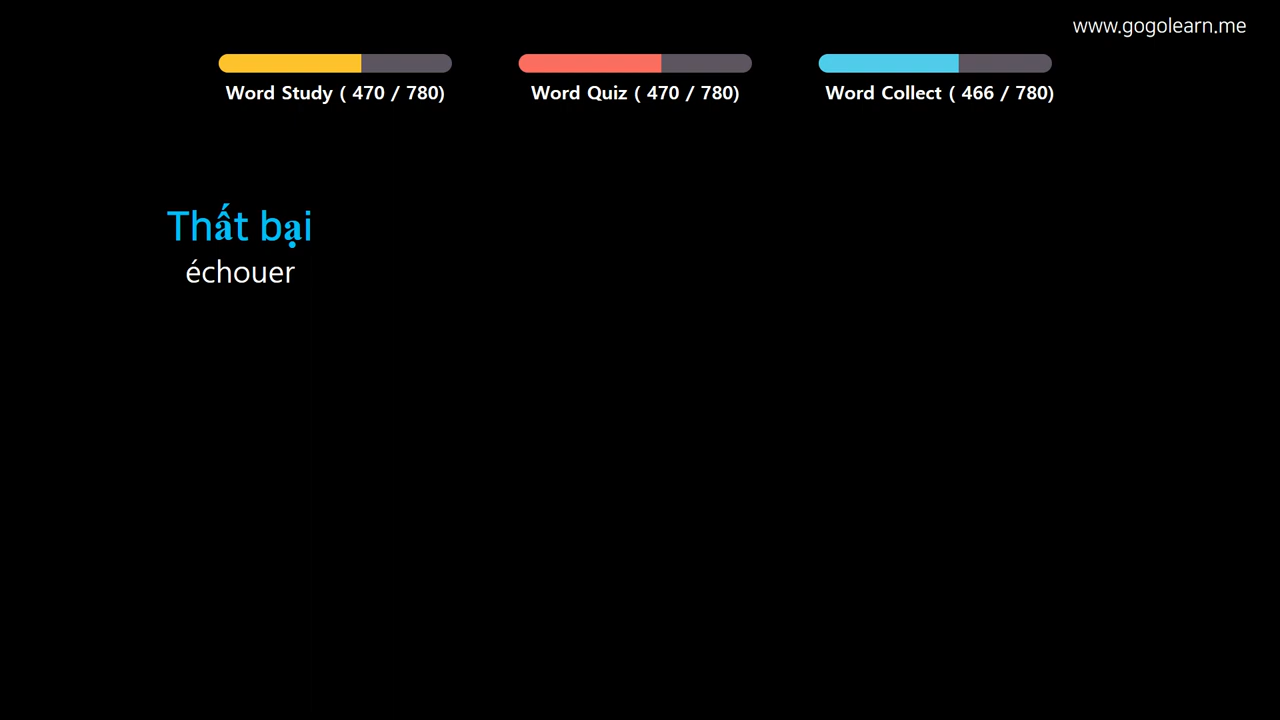 www.gogolearn.me
Word Study ( 470 / 780)
Word Quiz ( 470 / 780)
Word Collect ( 466 / 780)
Thất bại
échouer